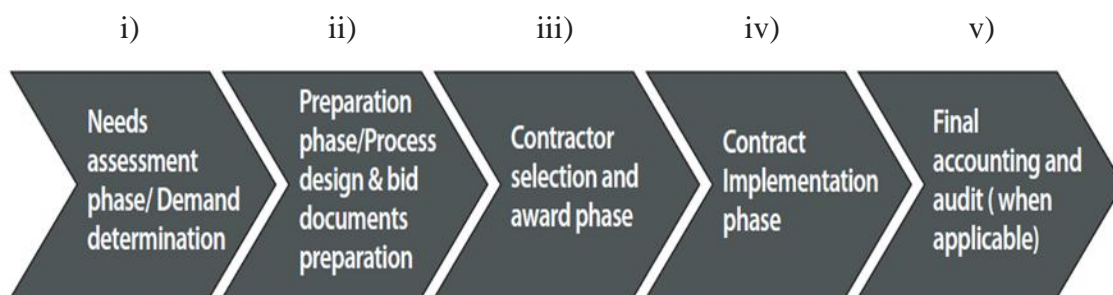 i)
ii)
iii)
iv)
v)
Needs
assessment
phase/ Demand
determination
Preparation
phase/Process
design & bid
documents
preparation
Contractor
selection and
award phase
Contract
Implementation
phase
Final
accounting and
audit ( when
applicable)